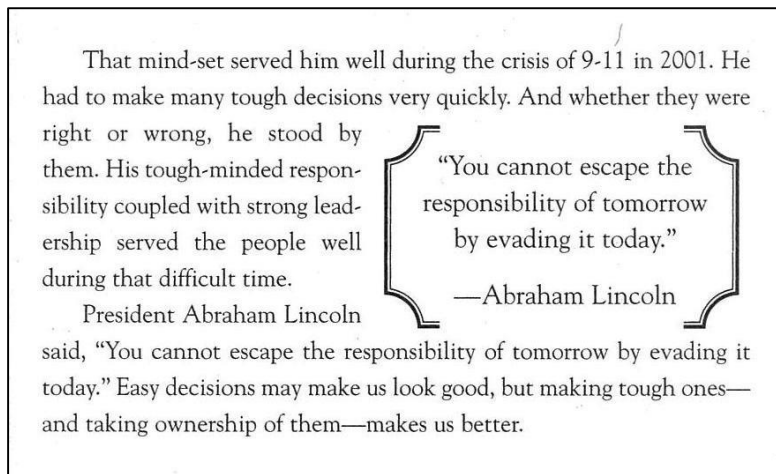 That mind-set served him well during the crisis of 9-11 in 2001. He
had to make many tough decisions very quickly. And whether they were
right or wrong, he stood by
them. His tough-minded respon-
sibility coupled with strong lead-
ership served the people well
during that difficult time.
President Abraham Lincoln
“You cannot escape the
responsibility of tomorrow
by evading it today.”
—Abraham Lincoln
said, “You cannot escape the responsibility of tomorrow by evading it
today.” Easy decisions may make us look good, but making tough ones—
and taking ownership of them—makes us better.